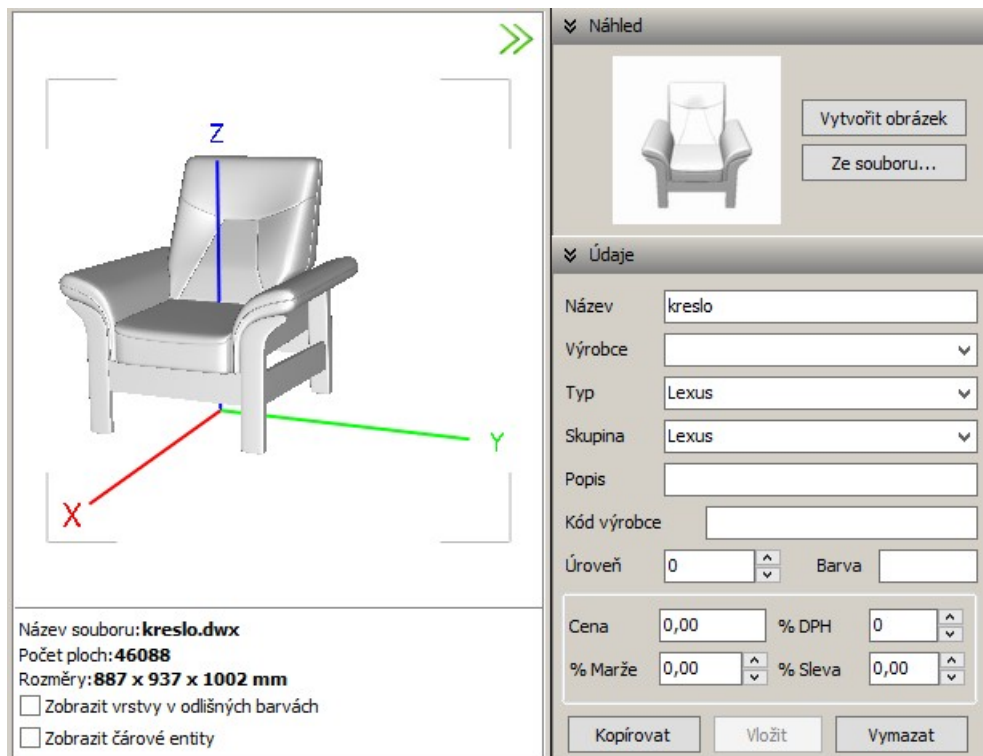 Z
X
Y
Název souboru: kreslo.dwx
Počet ploch: 46088
Rozměry: 887 x 937 x 1002 mm
Zobrazit vrstvy v odlišných barvách
Zobrazit čárové entity
Náhled
Vytvořit obrázek
Ze souboru...
Údaje
Název kreslo
Výrobce
Typ Lexus
Skupina Lexus
Popis
Kód výrobce
Úroveň 0 Barva
Cena 0,00 % DPH 0
% Marže 0,00 % Sleva 0,00
Kopírovat Vložit Vymazat